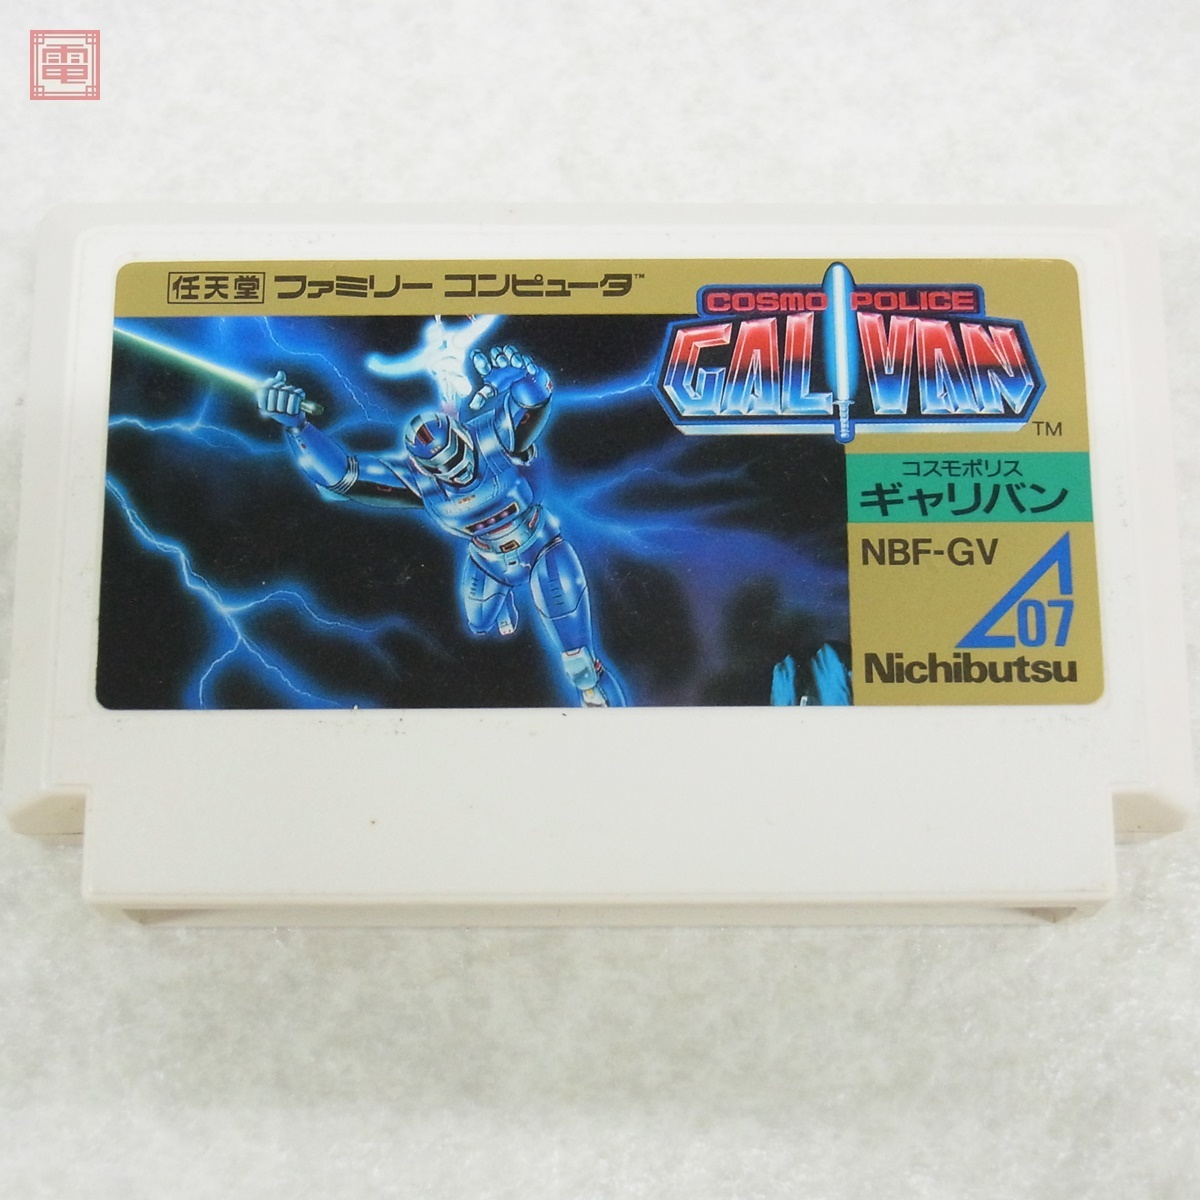 電
任天堂 ファミリー コンピュータ™
COSMO POLICE
GALIVAN
TM
コスモポリス
ギャリバン
NBF-GV
07
Nichibutsu